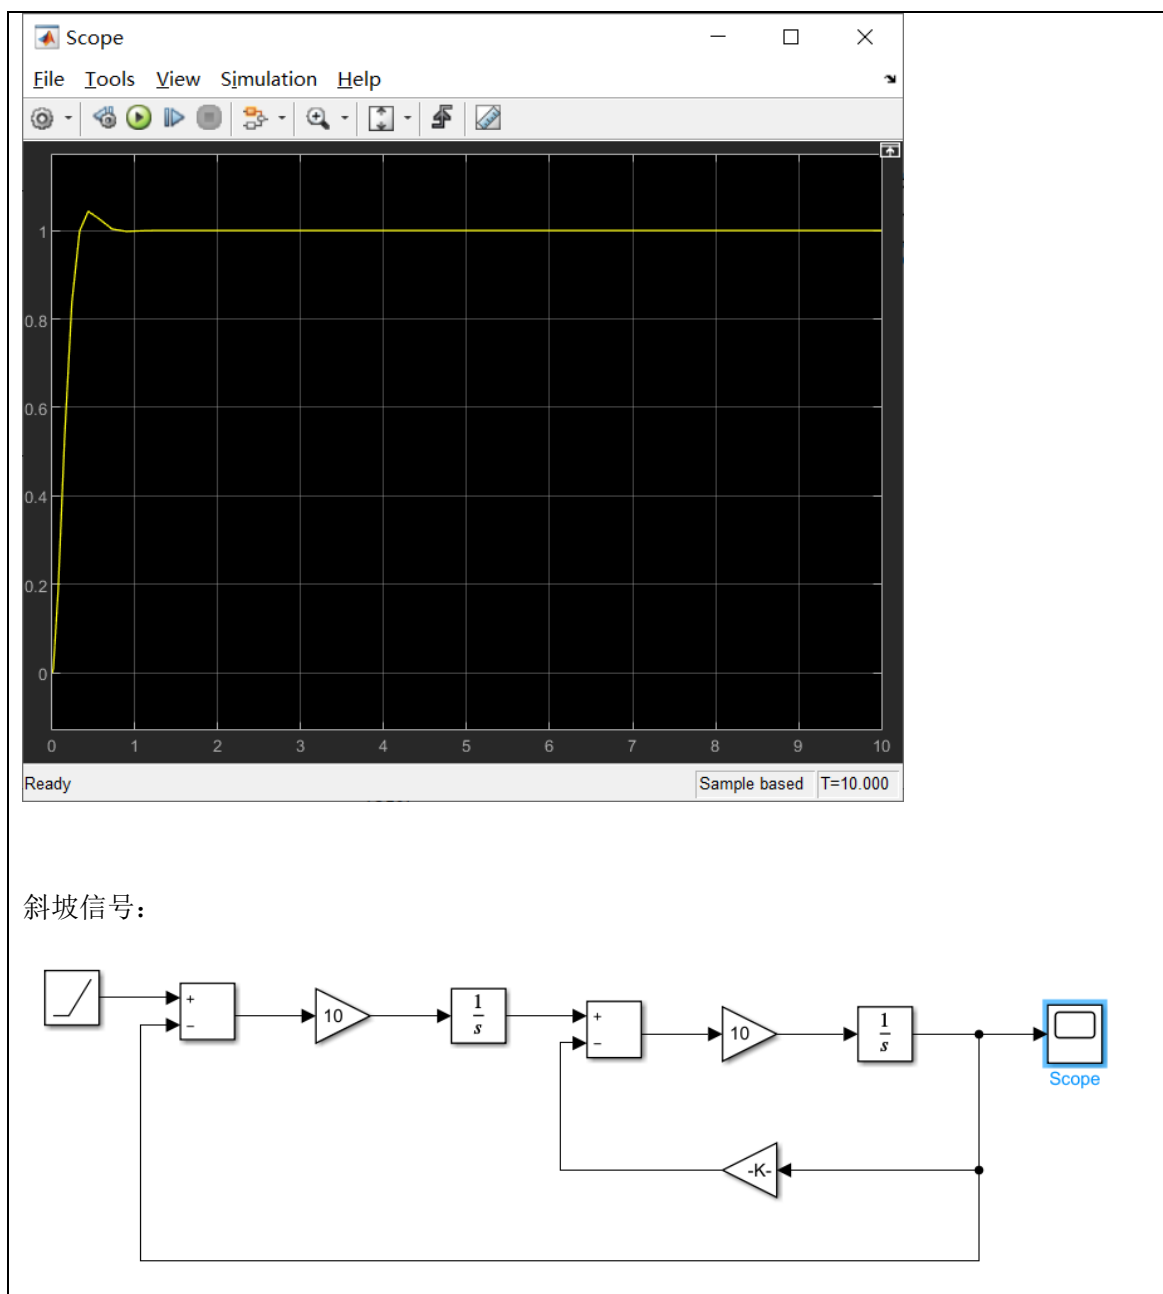 Scope
File Tools View Simulation Help
1
0.8
0.6
0.4
0.2
0
0 1 2 3 4 5 6 7 8 9 10
Ready Sample based T=10.000
斜坡信号：
+
−
10
1
s
+
−
10
1
s
Scope
-K-